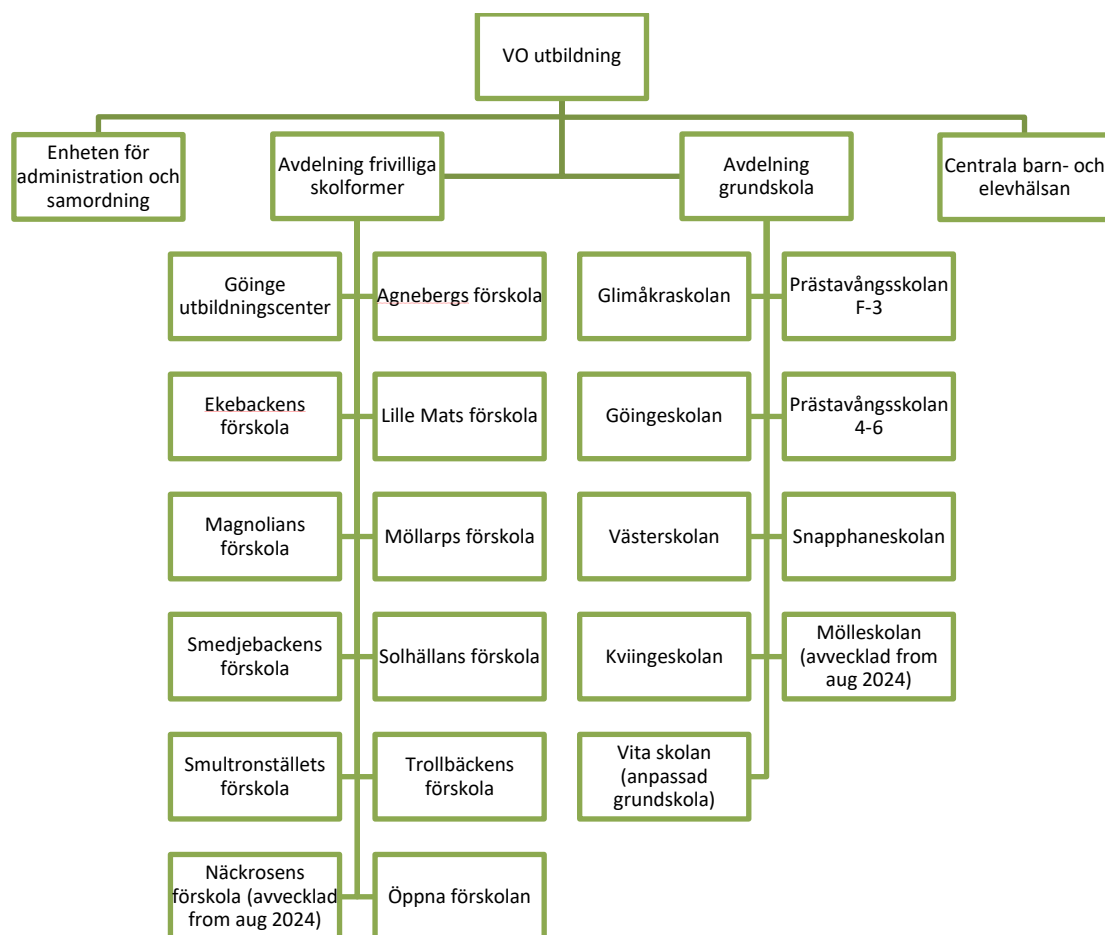 VO utbildning
Enheten för
administration och
samordning
Avdelning frivilliga
skolformer
Avdelning
grundskola
Centrala barn- och
elevhälsan
Göinge
utbildningscenter
Agnebergs förskola
Glimåkraskolan
Prästavångsskolan
F-3
Ekebackens
förskola
Lille Mats förskola
Göingeskolan
Prästavångsskolan
4-6
Magnolians
förskola
Möllarps förskola
Västerskolan
Snapphaneskolan
Smedjebackens
förskola
Solhällans förskola
Kviingeskolan
Mölleskolan
(avvecklad from
aug 2024)
Smultronställets
förskola
Trollbäckens
förskola
Vita skolan
(anpassad
grundskola)
Näckrosens
förskola (avvecklad
from aug 2024)
Öppna förskolan